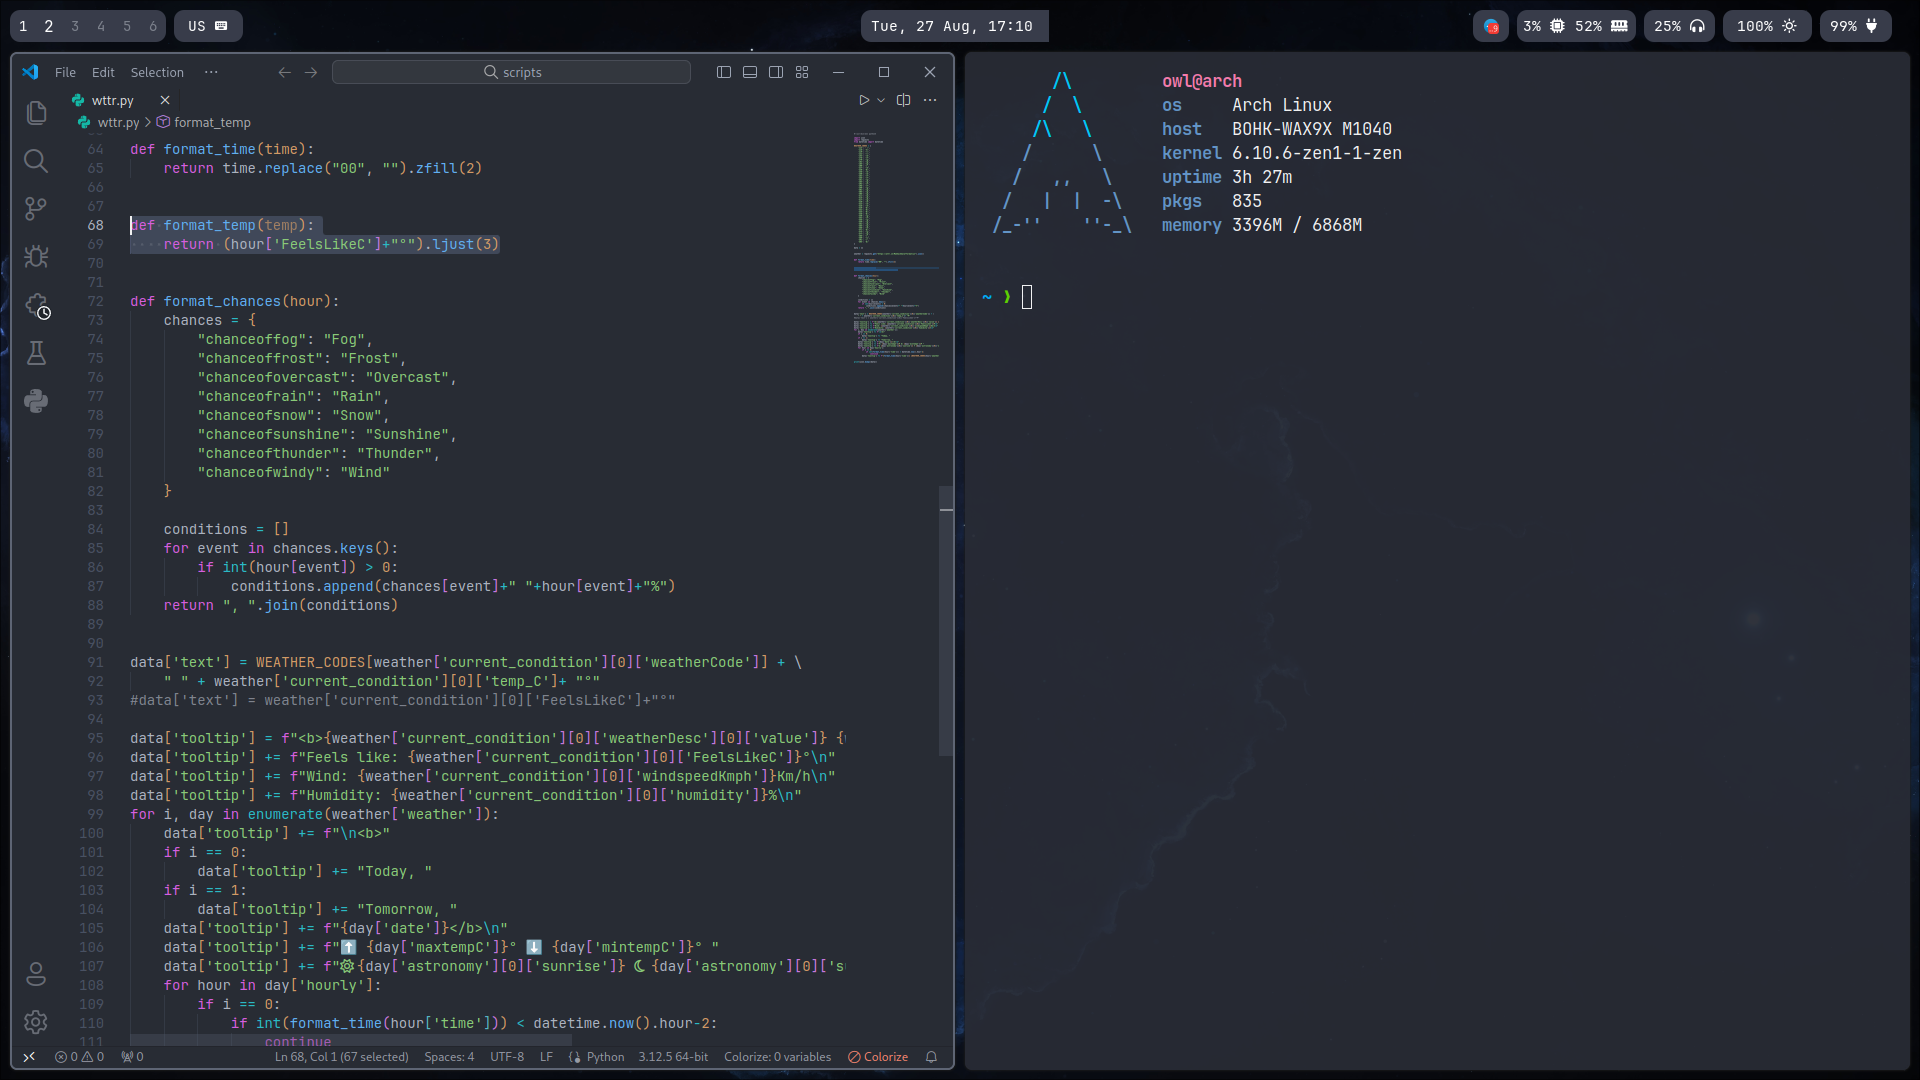 1 2 3 4 5 6 US
Tue, 27 Aug, 17:10
3% 52% 25% 100% 99%
File Edit Selection ··· ← → scripts
wttr.py
wttr.py > format_temp
64 def format_time(time):
65     return time.replace("00", "").zfill(2)
66
67
68 def format_temp(temp):
69     return (hour['FeelsLikeC']+"°").ljust(3)
70
71
72 def format_chances(hour):
73     chances = {
74         "chanceoffog": "Fog",
75         "chanceoffrost": "Frost",
76         "chanceofovercast": "Overcast",
77         "chanceofrain": "Rain",
78         "chanceofsnow": "Snow",
79         "chanceofsunshine": "Sunshine",
80         "chanceofthunder": "Thunder",
81         "chanceofwindy": "Wind"
82     }
83
84     conditions = []
85     for event in chances.keys():
86         if int(hour[event]) > 0:
87             conditions.append(chances[event]+" "+hour[event]+"%")
88     return ", ".join(conditions)
89
90
91 data['text'] = WEATHER_CODES[weather['current_condition'][0]['weatherCode']] + \
92     " " + weather['current_condition'][0]['temp_C']+ "°"
93 #data['text'] = weather['current_condition'][0]['FeelsLikeC']+"°"
94
95 data['tooltip'] = f"<b>{weather['current_condition'][0]['weatherDesc'][0]['value']} {
96 data['tooltip'] += f"Feels like: {weather['current_condition'][0]['FeelsLikeC']}°\n"
97 data['tooltip'] += f"Wind: {weather['current_condition'][0]['windspeedKmph']}Km/h\n"
98 data['tooltip'] += f"Humidity: {weather['current_condition'][0]['humidity']}%\n"
99 for i, day in enumerate(weather['weather']):
100     data['tooltip'] += f"\n<b>"
101     if i == 0:
102         data['tooltip'] += "Today, "
103     if i == 1:
104         data['tooltip'] += "Tomorrow, "
105     data['tooltip'] += f"{day['date']}</b>\n"
106     data['tooltip'] += f"⬆️ {day['maxtempC']}° ⬇️ {day['mintempC']}° "
107     data['tooltip'] += f"{day['astronomy'][0]['sunrise']} {day['astronomy'][0]['s
108     for hour in day['hourly']:
109         if i == 0:
110             if int(format_time(hour['time'])) < datetime.now().hour-2:
111                 continue
0 0 0 Ln 68, Col 1 (67 selected) Spaces: 4 UTF-8 LF Python 3.12.5 64-bit Colorize: 0 variables Colorize
owl@arch
os Arch Linux
host BOHK-WAX9X M1040
kernel 6.10.6-zen1-1-zen
uptime 3h 27m
pkgs 835
memory 3396M / 6868M
~ ❯